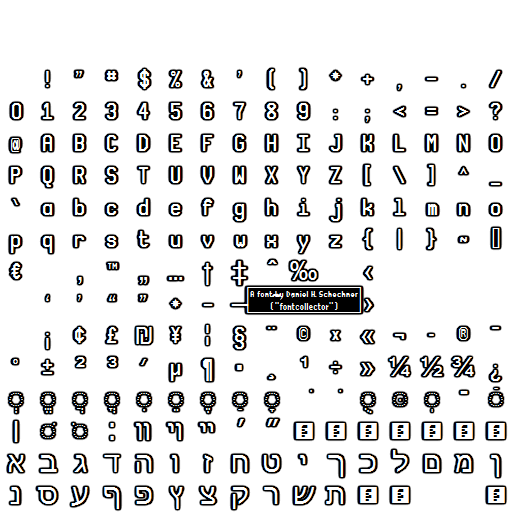 ! " # $ % & ' ( ) * + , - . /
0 1 2 3 4 5 6 7 8 9 : ; < = > ?
@ A B C D E F G H I J K L M N O
P Q R S T U V W X Y Z [ \ ] ^ _
` a b c d e f g h i j k l m n o
p q r s t u v w x y z { | } ~
€ ‚ ™ „ … † ‡ ˆ ‰ ‹
‘ ’ “ ” • – — ›
A font by Daniel H. Schechner
("fontcollector")
¡ ¢ £ ₪ ¥ ¦ § ¨ © x « ¬ - ® ¯
° ± ² ³ ´ µ ¶ · ¸ ¹ ÷ » ¼ ½ ¾ ¿
װ ױ ײ ׳ ״
א ב ג ד ה ו ז ח ט י ך כ ל ם מ ן
נ ס ע ף פ ץ צ ק ר ש ת